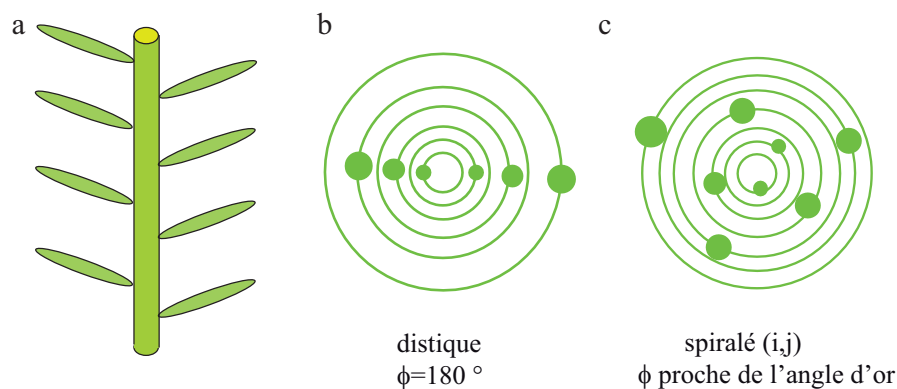 a
b
c
distique
ϕ=180 °
spiralé (i,j)
ϕ proche de l’angle d’or